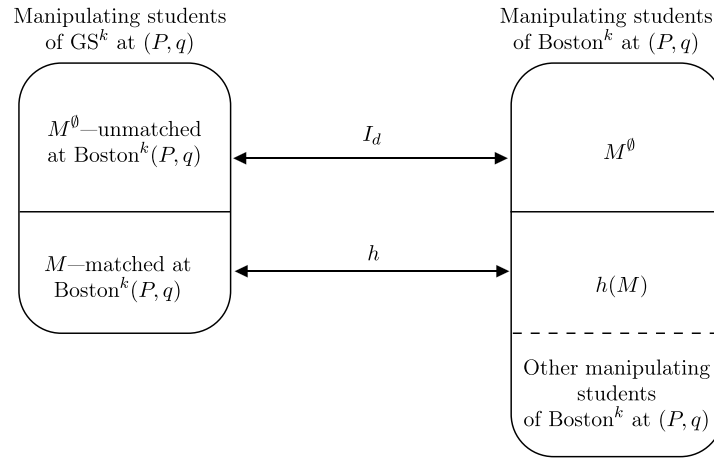 Manipulating students
of GS^k at (P, q)
Manipulating students
of Boston^k at (P, q)
M^∅—unmatched
at Boston^k(P, q)
I_d
M^∅
M—matched at
Boston^k(P, q)
h
h(M)
Other manipulating
students
of Boston^k at (P, q)